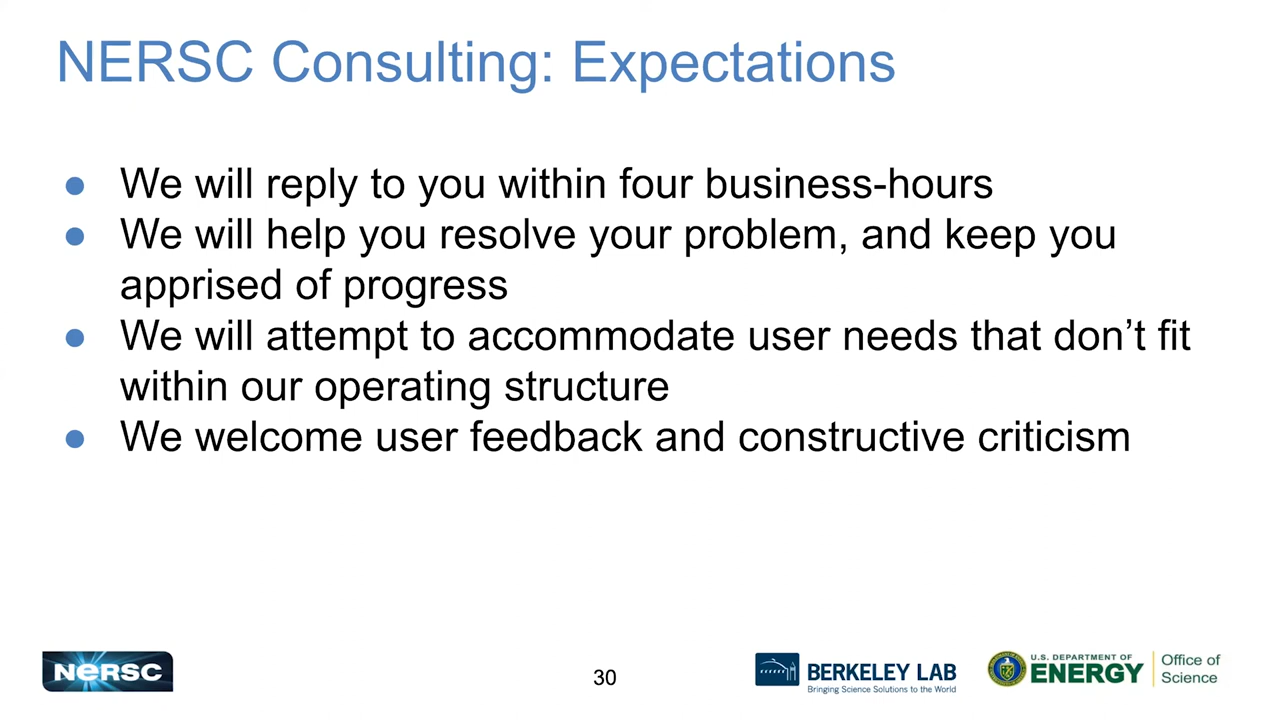 NERSC Consulting: Expectations
● We will reply to you within four business-hours
● We will help you resolve your problem, and keep you
apprised of progress
● We will attempt to accommodate user needs that don’t fit
within our operating structure
● We welcome user feedback and constructive criticism
NERSC
30
BERKELEY LAB
Bringing Science Solutions to the World
U.S. DEPARTMENT OF
ENERGY
Office of
Science